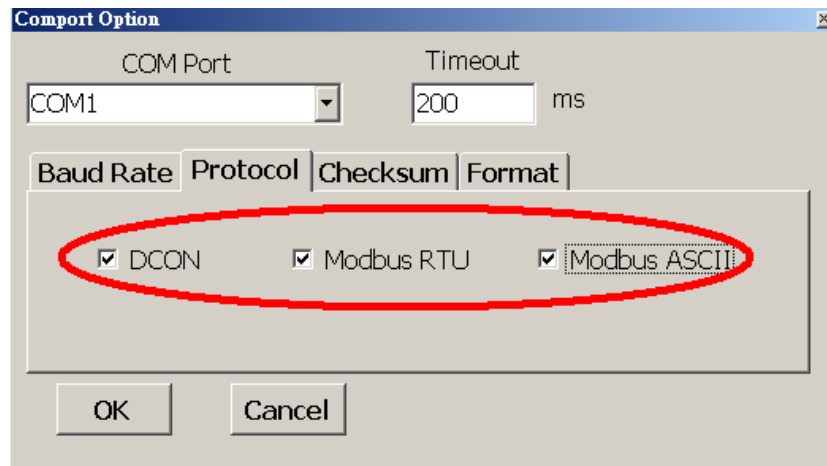 Comport Option
COM Port Timeout
COM1 200 ms
Baud Rate Protocol Checksum Format
DCON Modbus RTU Modbus ASCII
OK Cancel